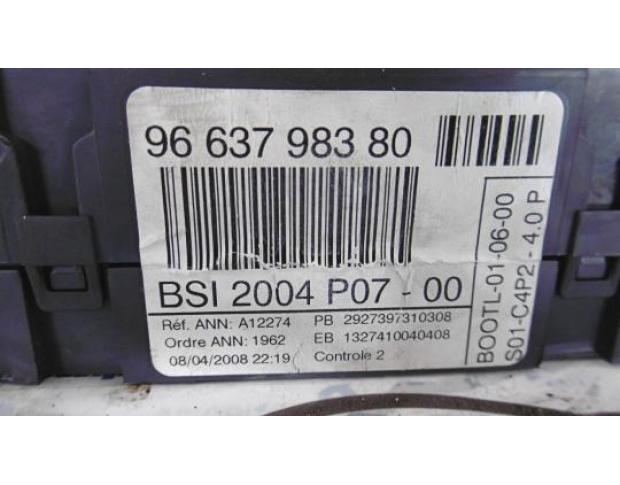 96 637 983 80
BSI 2004 P07 - 00
Réf. ANN: A12274 PB 2927397310308
Ordre ANN: 1962 EB 1327410040408
08/04/2008 22:19 Controle 2
BOOTL-01-06-00
S01-C4P2 - 4.0 P